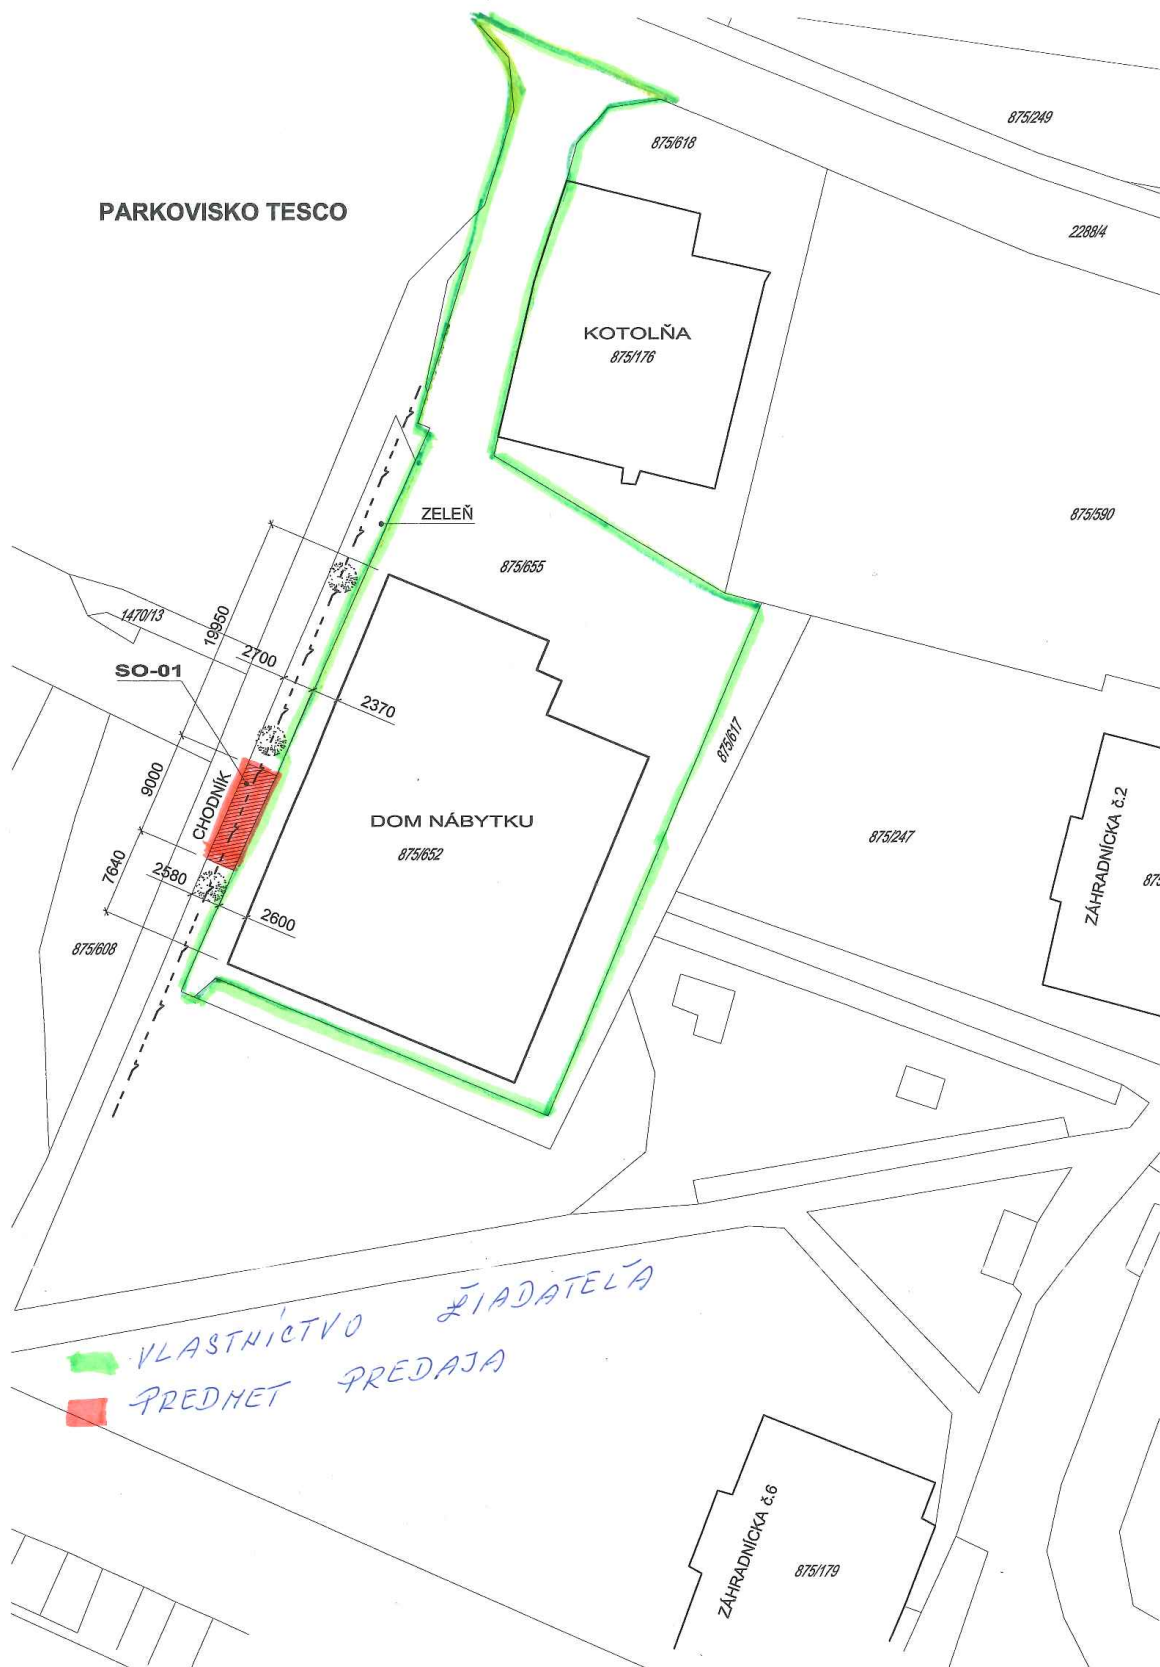 875/249
875/618
PARKOVISKO TESCO
2288/4
KOTOLŇA
875/176
ZELEŇ
875/590
875/655
1470/13
19950
2700
SO-01
2370
875/617
9000
CHODNÍK
DOM NÁBYTKU
875/652
875/247
ZÁHRADNÍCKA č.2
7640
2580
2600
875/608
VLASTNÍCTVO ŽIADATEĽA
PREDMET PREDAJA
ZÁHRADNÍCKA č.6
875/179